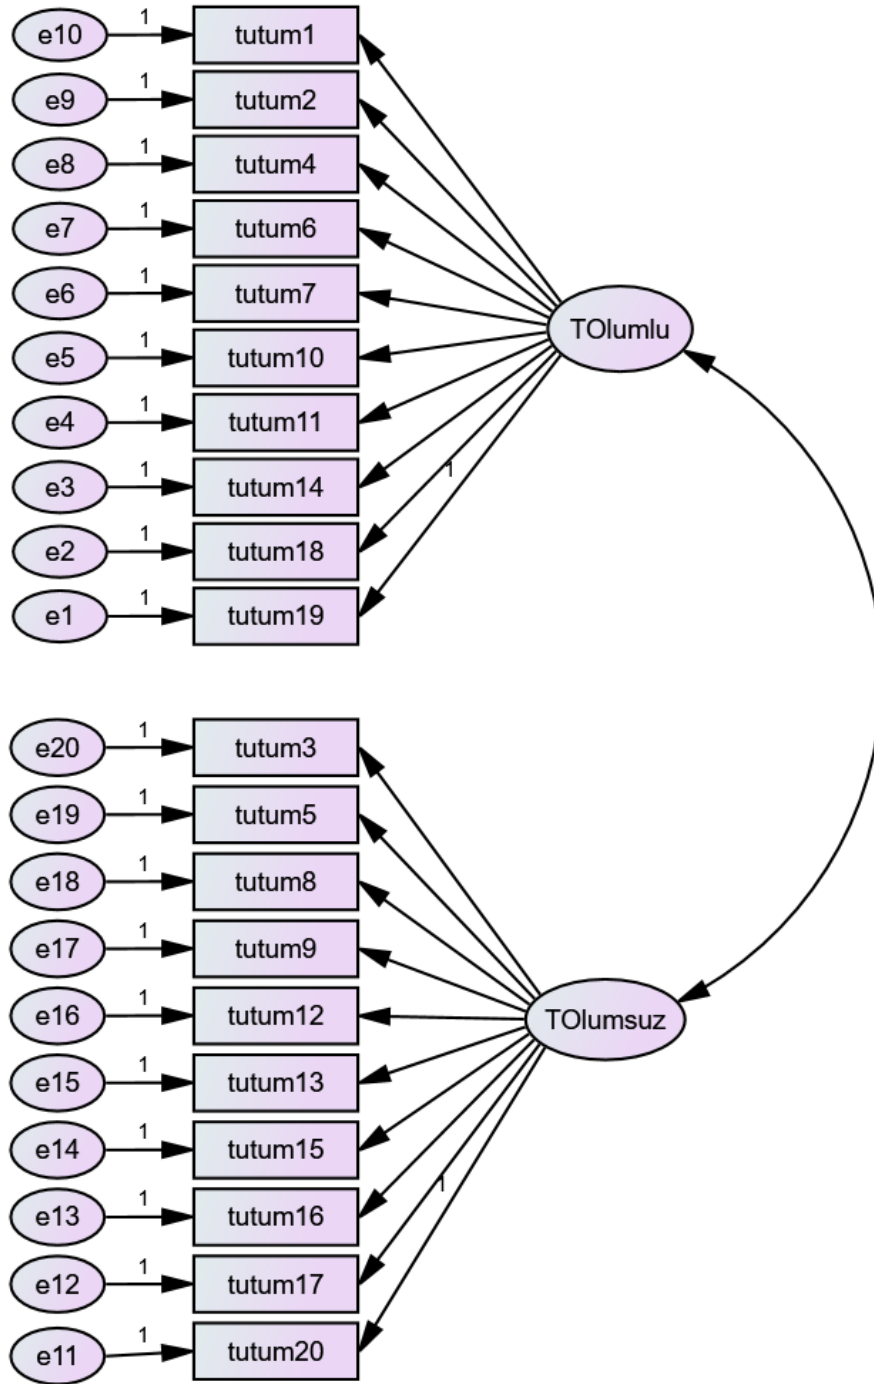 e10 1 tutum1
e9 1 tutum2
e8 1 tutum4
e7 1 tutum6
e6 1 tutum7
TOlumlu
e5 1 tutum10
e4 1 tutum11
1
e3 1 tutum14
e2 1 tutum18
e1 1 tutum19
e20 1 tutum3
e19 1 tutum5
e18 1 tutum8
e17 1 tutum9
e16 1 tutum12
TOlumsuz
e15 1 tutum13
e14 1 tutum15
1
e13 1 tutum16
e12 1 tutum17
e11 1 tutum20